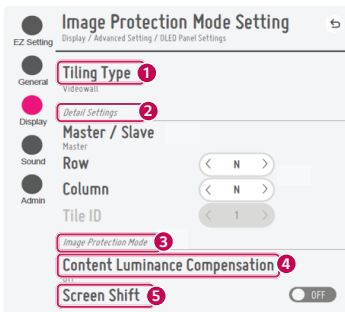 Image Protection Mode Setting
Display / Advanced Setting / OLED Panel Settings
EZ Setting
General
Display
Sound
Admin
Tiling Type 1
Videowall
Detail Settings 2
Master / Slave
Master
Row < N >
Column < N >
Tile ID < 1 >
Image Protection Mode 3
Content Luminance Compensation 4
Off
Screen Shift 5 OFF